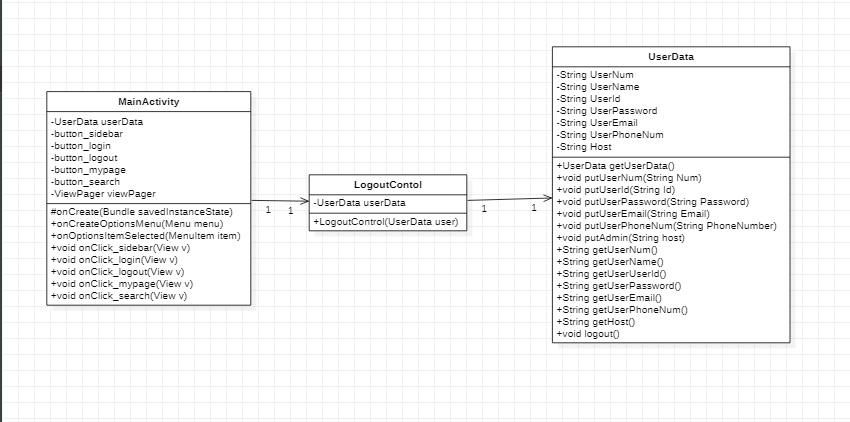 MainActivity
-UserData userData
-button_sidebar
-button_login
-button_logout
-button_mypage
-button_search
-ViewPager viewPager
#onCreate(Bundle savedInstanceState)
+onCreateOptionsMenu(Menu menu)
+onOptionsItemSelected(MenuItem item)
+void onClick_sidebar(View v)
+void onClick_login(View v)
+void onClick_logout(View v)
+void onClick_mypage(View v)
+void onClick_search(View v)
1
1
LogoutContol
-UserData userData
+LogoutControl(UserData user)
1
1
UserData
-String UserNum
-String UserName
-String UserId
-String UserPassword
-String UserEmail
-String UserPhoneNum
-String Host
+UserData getUserData()
+void putUserNum(String Num)
+void putUserId(String Id)
+void putUserPassword(String Password)
+void putUserEmail(String Email)
+void putUserPhoneNum(String PhoneNumber)
+void putAdmin(String host)
+String getUserNum()
+String getUserName()
+String getUserUserId()
+String getUserPassword()
+String getUserEmail()
+String getUserPhoneNum()
+String getHost()
+void logout()